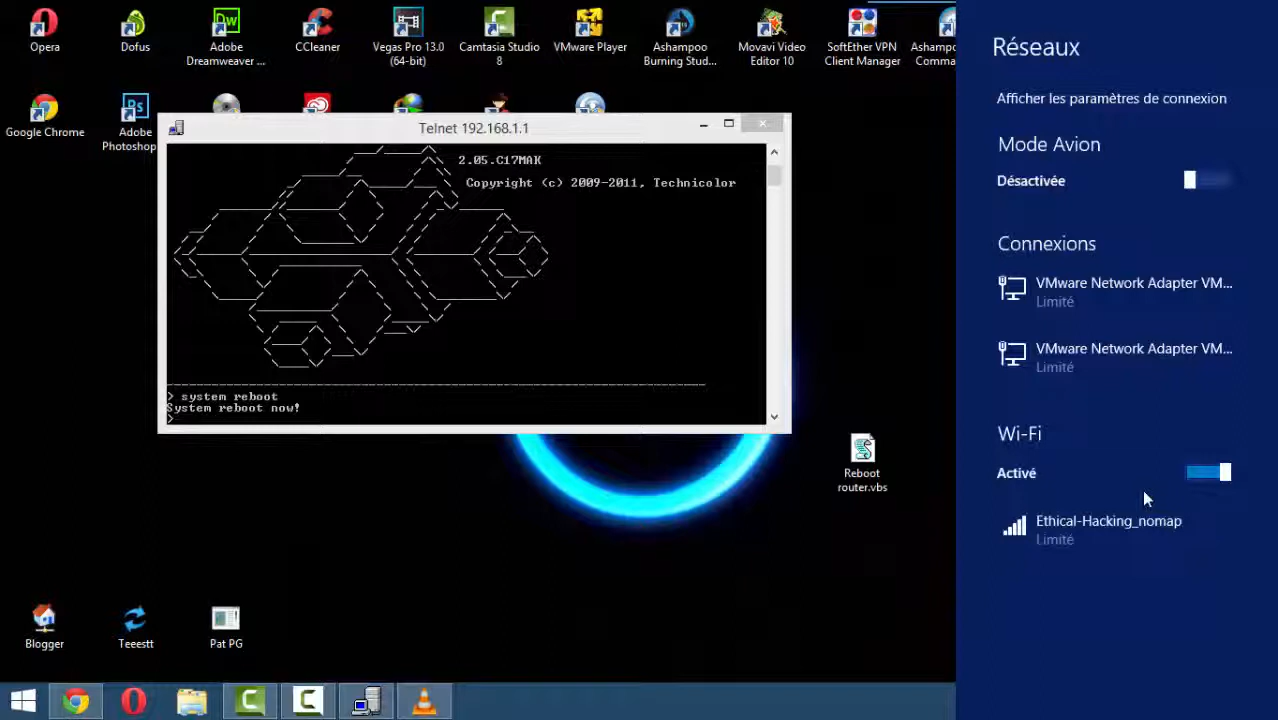 Opera
Dofus
Adobe
Dreamweaver ...
CCleaner
Vegas Pro 13.0
(64-bit)
Camtasia Studio
8
VMware Player
Ashampoo
Burning Stud...
Movavi Video
Editor 10
SoftEther VPN
Client Manager
Ashamp
Comma
Google Chrome
Adobe
Photoshop
Telnet 192.168.1.1
2.05.C17MAK
Copyright (c) 2009-2011, Technicolor
> system reboot
System reboot now!
>
Reboot
router.vbs
Blogger
Teeestt
Pat PG
Réseaux
Afficher les paramètres de connexion
Mode Avion
Désactivée
Connexions
VMware Network Adapter VM...
Limité
VMware Network Adapter VM...
Limité
Wi-Fi
Activé
Ethical-Hacking_nomap
Limité